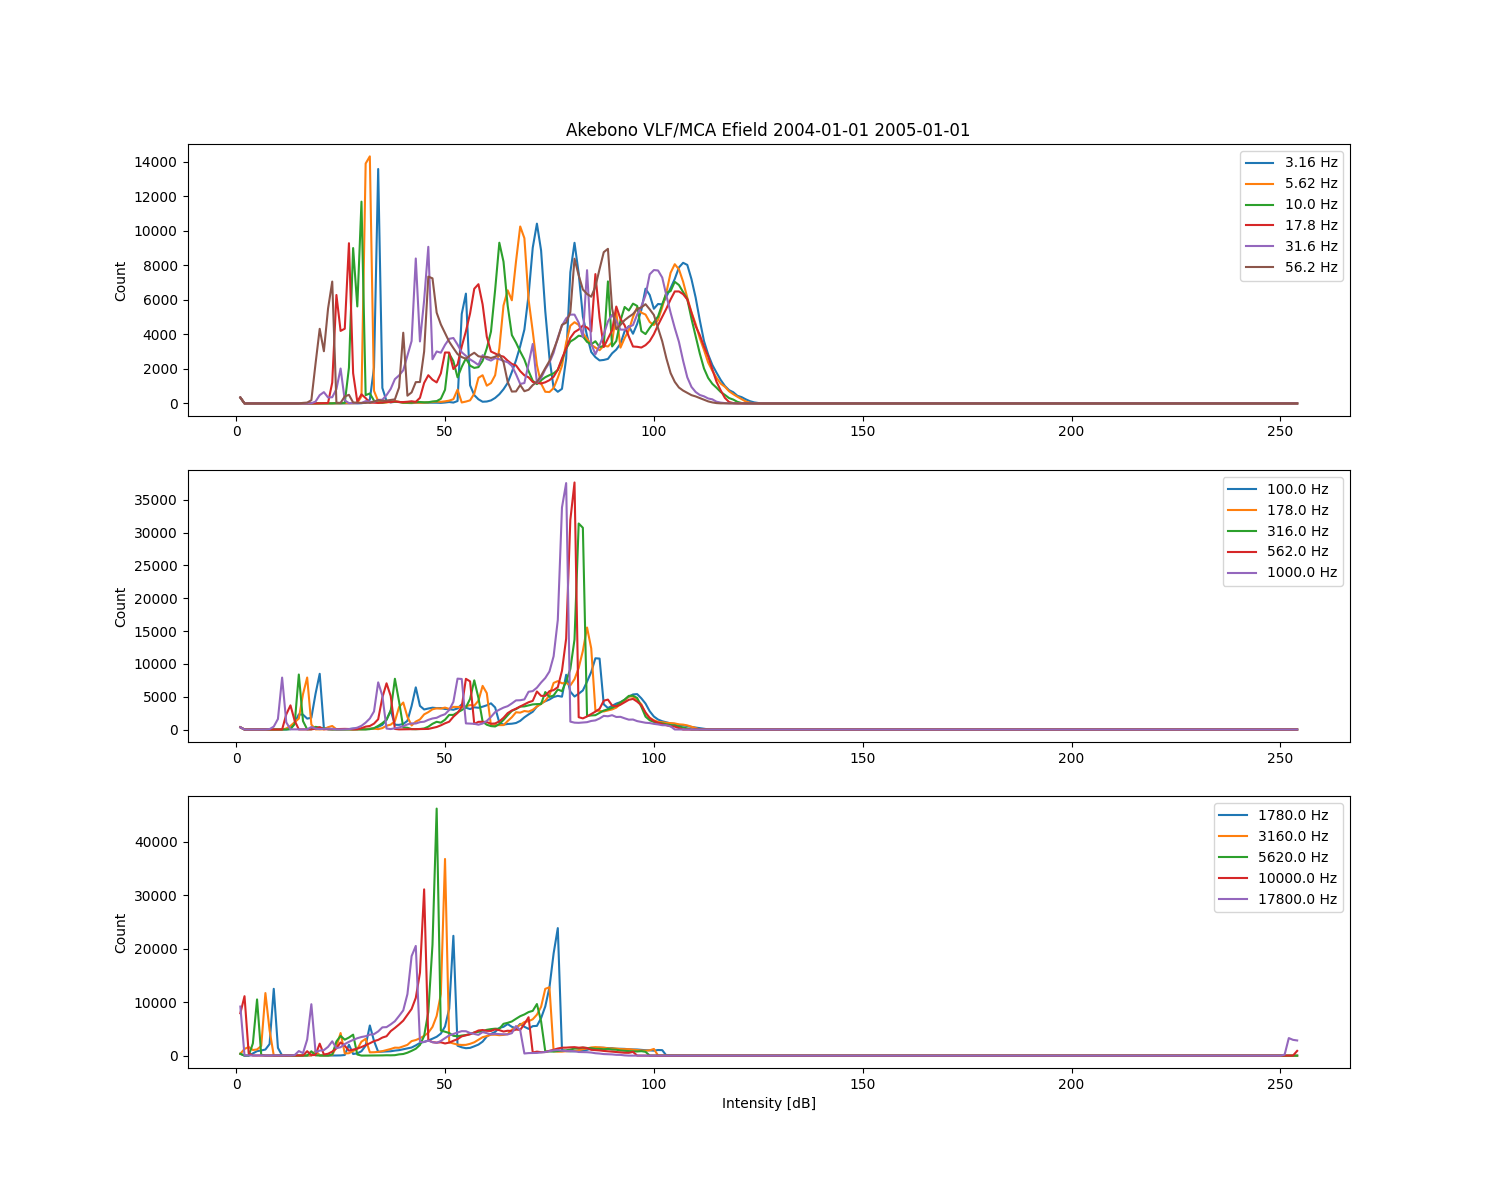 Akebono VLF/MCA Efield 2004-01-01 2005-01-01
14000
12000
10000
8000
6000
4000
2000
0
Count
3.16 Hz
5.62 Hz
10.0 Hz
17.8 Hz
31.6 Hz
56.2 Hz
0 50 100 150 200 250
35000
30000
25000
20000
15000
10000
5000
0
Count
100.0 Hz
178.0 Hz
316.0 Hz
562.0 Hz
1000.0 Hz
0 50 100 150 200 250
40000
30000
20000
10000
0
Count
1780.0 Hz
3160.0 Hz
5620.0 Hz
10000.0 Hz
17800.0 Hz
0 50 100 150 200 250
Intensity [dB]